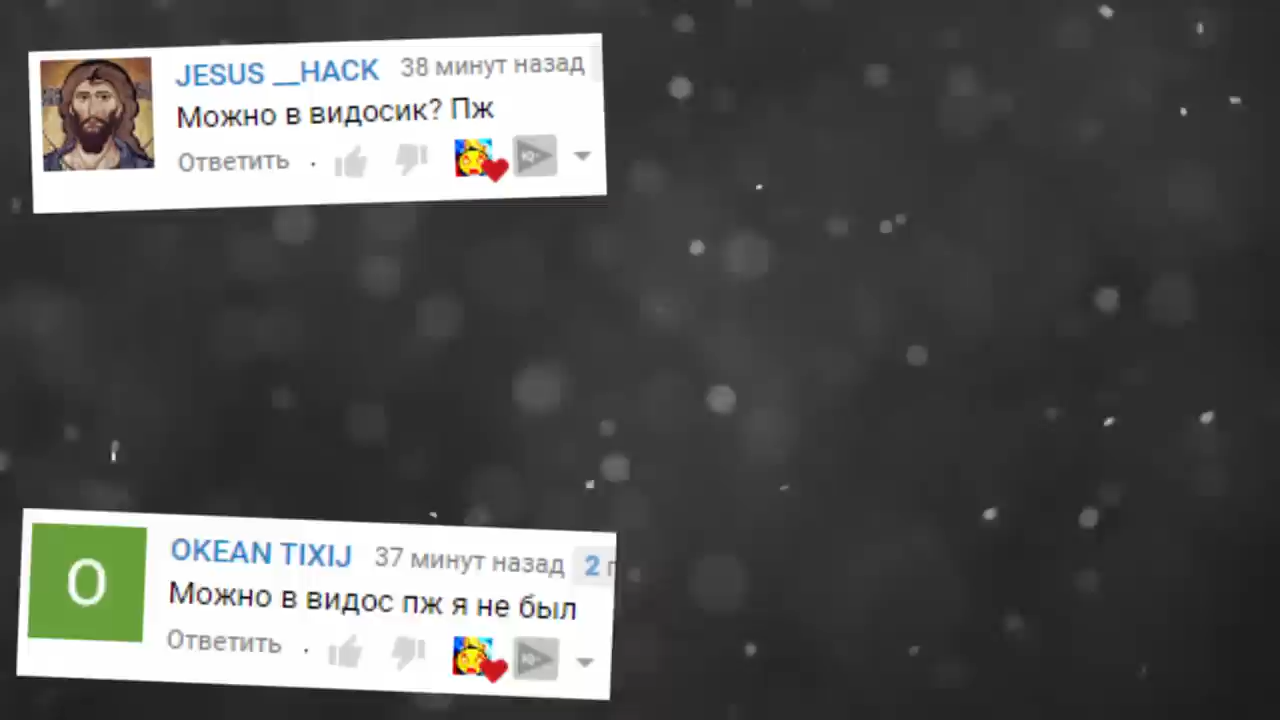 JESUS __HACK 38 минут назад
Можно в видосик? Пж
Ответить
O
OKEAN TIXIJ 37 минут назад 2
Можно в видос пж я не был
Ответить